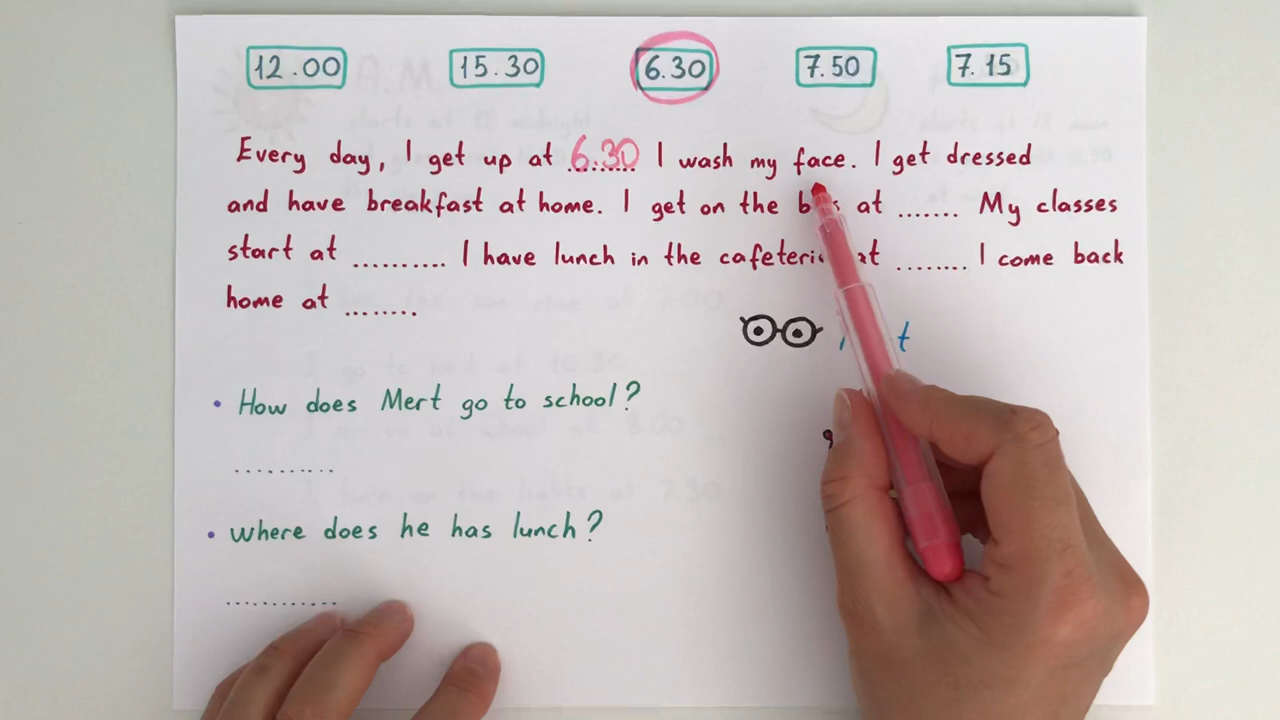 12.00 15.30 6.30 7.50 7.15
Every day, I get up at 6.30 I wash my face. I get dressed
and have breakfast at home. I get on the at ....... My classes
start at .......... I have lunch in the at ........ I come back
home at ........
• How does Mert go to school?
..........
• where does he has lunch?
............